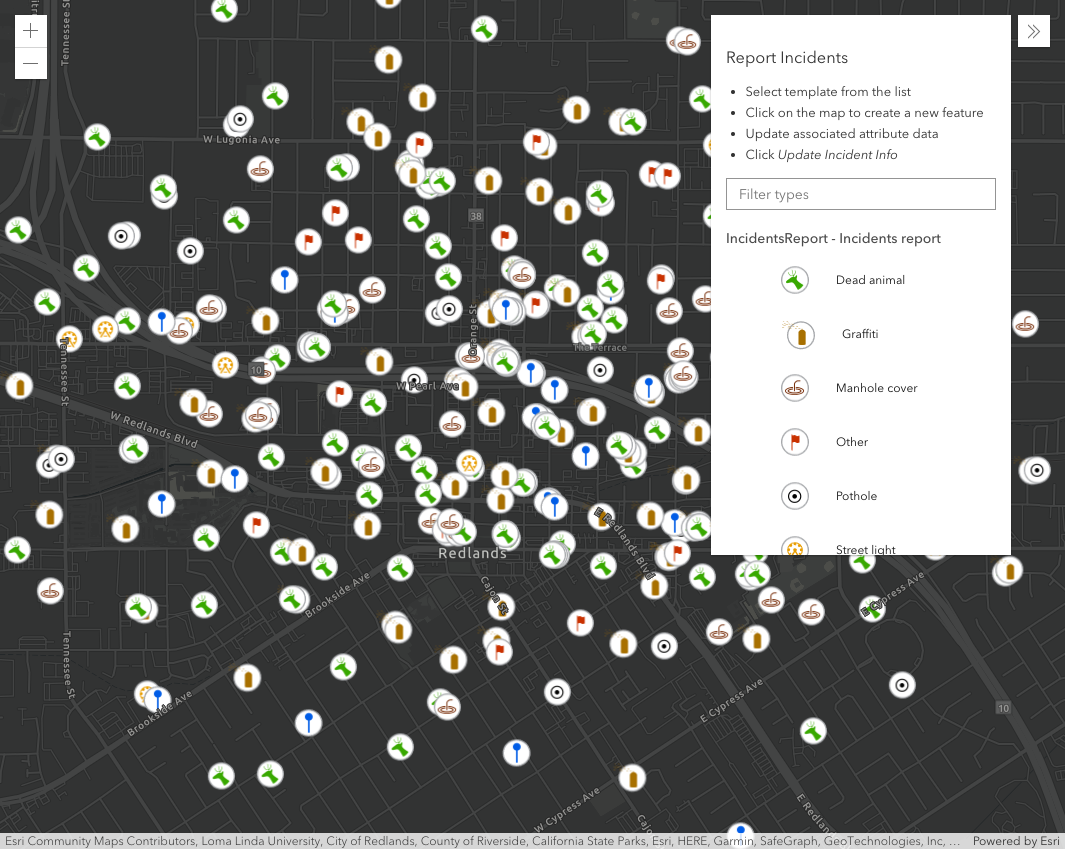 Tennessee St
W Lugonia Ave
38
Orange St
The Terrace
10
W Pearl Ave
Tennessee St
W Redlands Blvd
Redlands
E Redlands Blvd
Cajon St
Brookside Ave
Tennessee St
E Cypress Ave
Brookside Ave
E Cypress Ave
10
W Cypress Ave
E Redlan
Cajo
Report Incidents
Select template from the list
Click on the map to create a new feature
Update associated attribute data
Click Update Incident Info
Filter types
IncidentsReport - Incidents report
Dead animal
Graffiti
Manhole cover
Other
Pothole
Street light
Esri Community Maps Contributors, Loma Linda University, City of Redlands, County of Riverside, California State Parks, Esri, HERE, Garmin, SafeGraph, GeoTechnologies, Inc, …
Powered by Esri